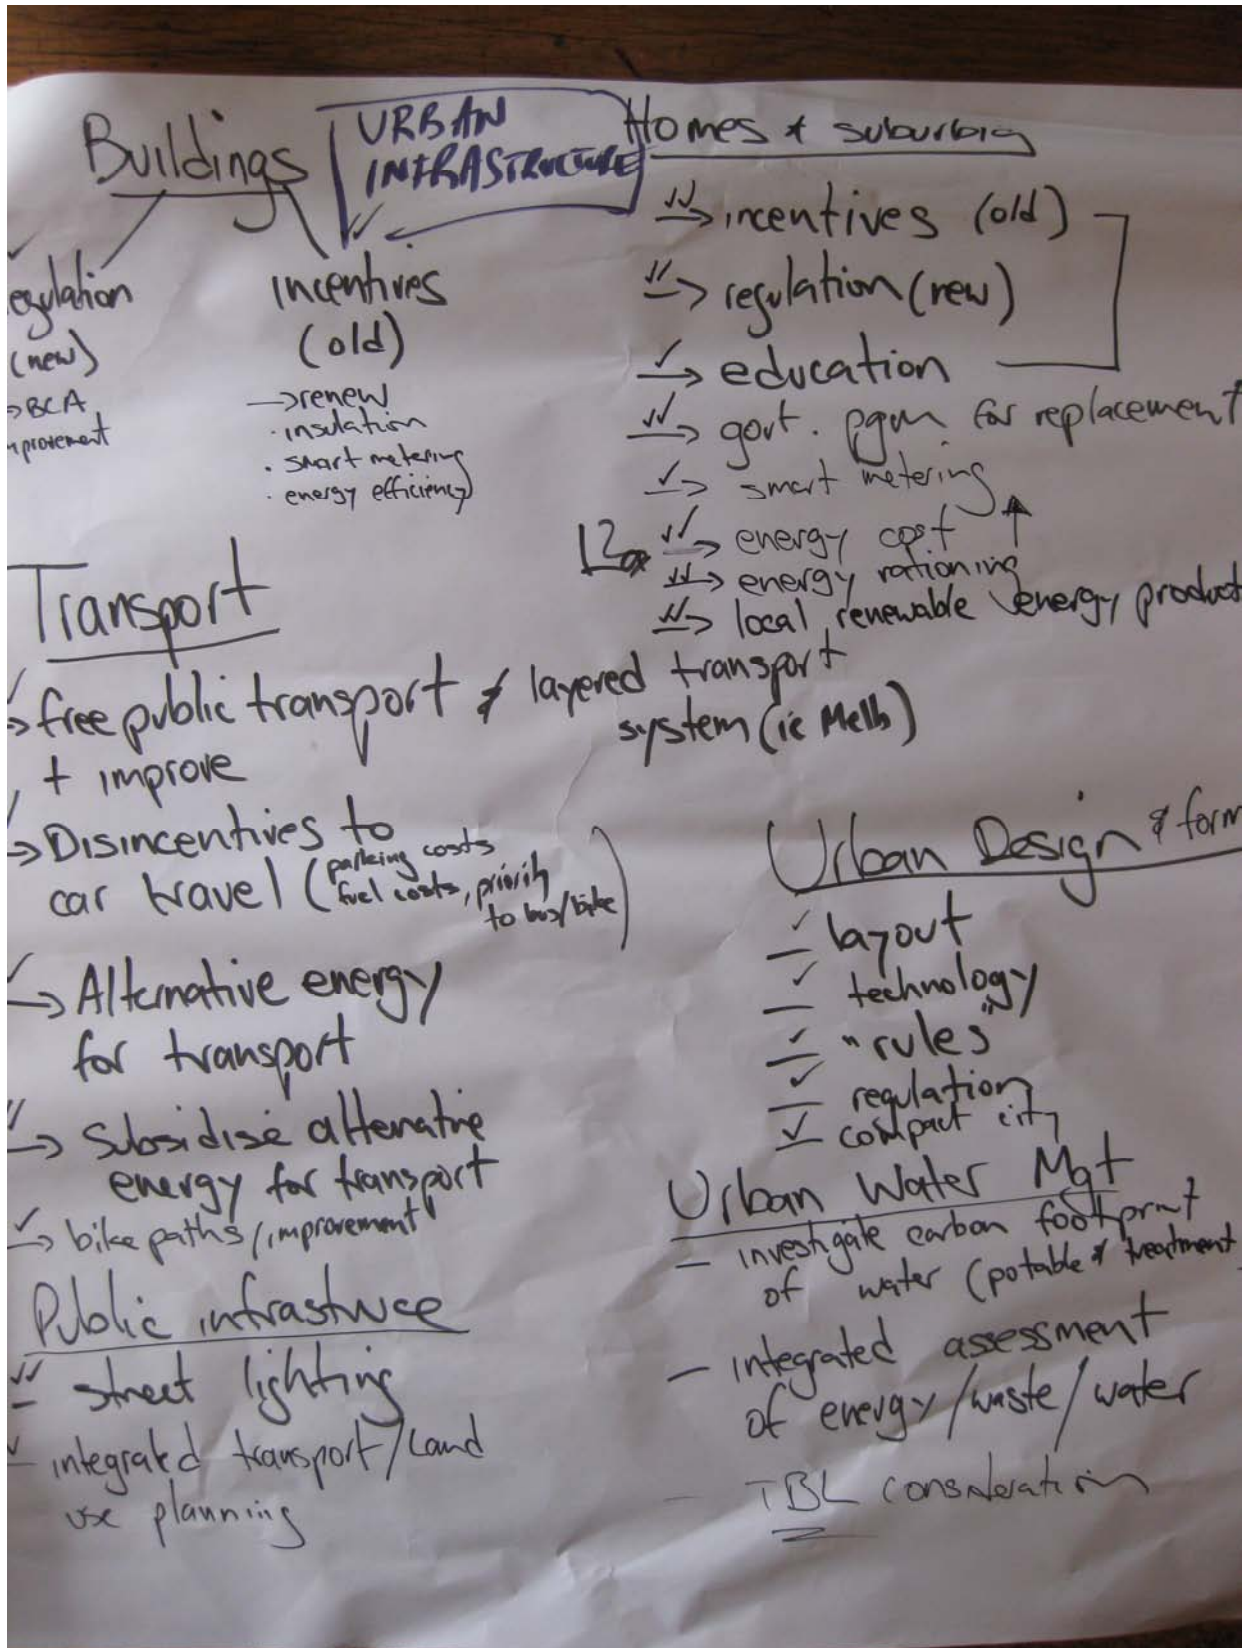 Buildings
URBAN
INFRASTRUCTURE
egulation
(new)
→BCA
provement
incentives
(old)
→renew
· insulation
· smart metering
· energy efficiency
Homes & suburbia
→ incentives (old)
→ regulation (new)
→ education
→ govt. pgm for replacement
→ smart metering
→ energy cost ↑
→ energy rationing
→ local renewable energy product
Transport
→ free public transport & layered transport
system (ie Melb)
+ improve
→ Disincentives to
car travel (parking costs
fuel costs, priority
to bus/bike)
→ Alternative energy
for transport
→ Subsidise alternative
energy for transport
→ bike paths/improvement
Public infrastuce
– street lighting
– integrated transport/land
use planning
Urban Design & form
– layout
– technology
– "rules"
– regulation
– compact city
Urban Water Mgt
– investigate carbon footprint
of water (potable & treatment
– integrated assessment
of energy/waste/water
– TBL consideration